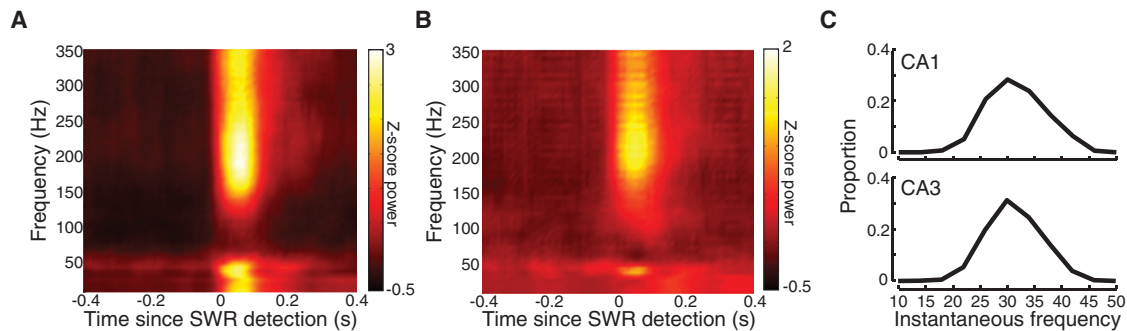 A
Frequency (Hz)
350
300
250
200
150
100
50
-0.4
-0.2
0
0.2
0.4
Time since SWR detection (s)
3
Z-score power
-0.5
B
Frequency (Hz)
350
300
250
200
150
100
50
-0.4
-0.2
0
0.2
0.4
Time since SWR detection (s)
2
Z-score power
-0.5
C
Proportion
0.4
0.2
0
CA1
0.4
0.2
0
CA3
10 15 20 25 30 35 40 45 50
Instantaneous frequency